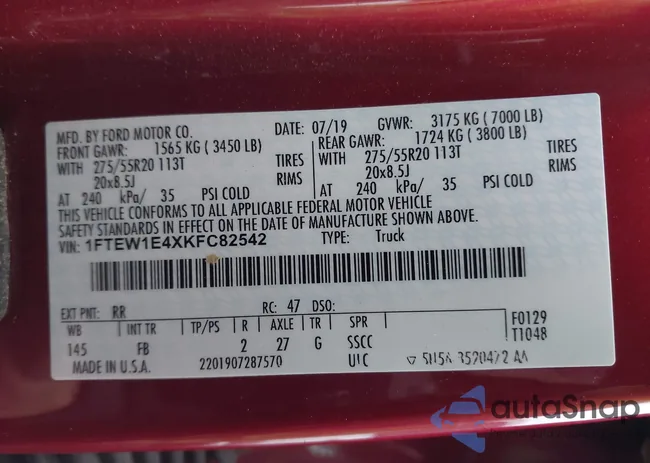 MFD. BY FORD MOTOR CO. DATE: 07/19 GVWR: 3175 KG ( 7000 LB)
FRONT GAWR: 1565 KG ( 3450 LB) REAR GAWR: 1724 KG ( 3800 LB)
WITH 275/55R20 113T TIRES WITH 275/55R20 113T TIRES
20x8.5J RIMS 20x8.5J RIMS
AT 240 kPa/ 35 PSI COLD AT 240 kPa/ 35 PSI COLD
THIS VEHICLE CONFORMS TO ALL APPLICABLE FEDERAL MOTOR VEHICLE
SAFETY STANDARDS IN EFFECT ON THE DATE OF MANUFACTURE SHOWN ABOVE.
VIN: 1FTEW1E4XKFC82542 TYPE: Truck
EXT PNT: RR RC: 47 DSO:
WB INT TR TP/PS R AXLE TR SPR F0129
145 FB 2 27 G SSCC T1048
MADE IN U.S.A. 2201907287570 UIC
autoSnap